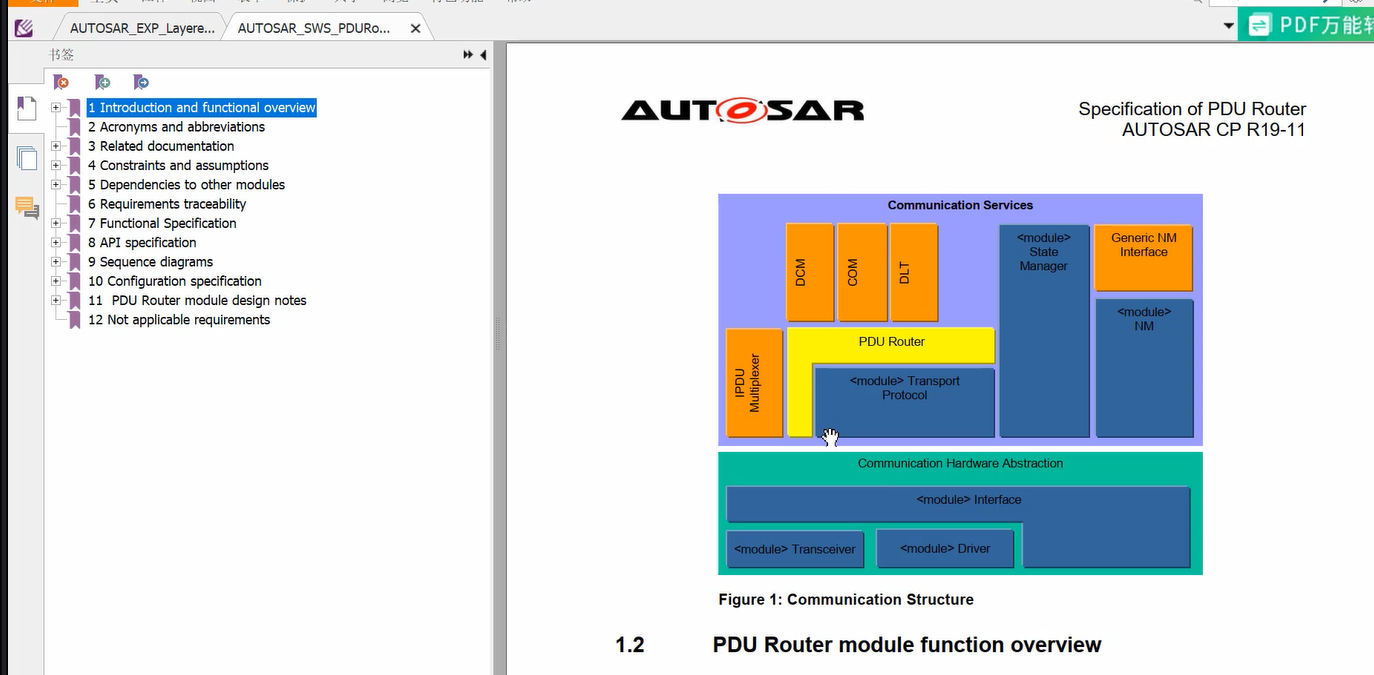 AUTOSAR_EXP_Layere...
AUTOSAR_SWS_PDURo...
PDF万能转
书签
1 Introduction and functional overview
2 Acronyms and abbreviations
3 Related documentation
4 Constraints and assumptions
5 Dependencies to other modules
6 Requirements traceability
7 Functional Specification
8 API specification
9 Sequence diagrams
10 Configuration specification
11 PDU Router module design notes
12 Not applicable requirements
AUTOSAR
Specification of PDU Router
AUTOSAR CP R19-11
Communication Services
DCM
COM
DLT
<module>
State
Manager
Generic NM
Interface
<module>
NM
PDU Router
IPDU
Multiplexer
<module> Transport
Protocol
Communication Hardware Abstraction
<module> Interface
<module> Transceiver
<module> Driver
Figure 1: Communication Structure
1.2 PDU Router module function overview